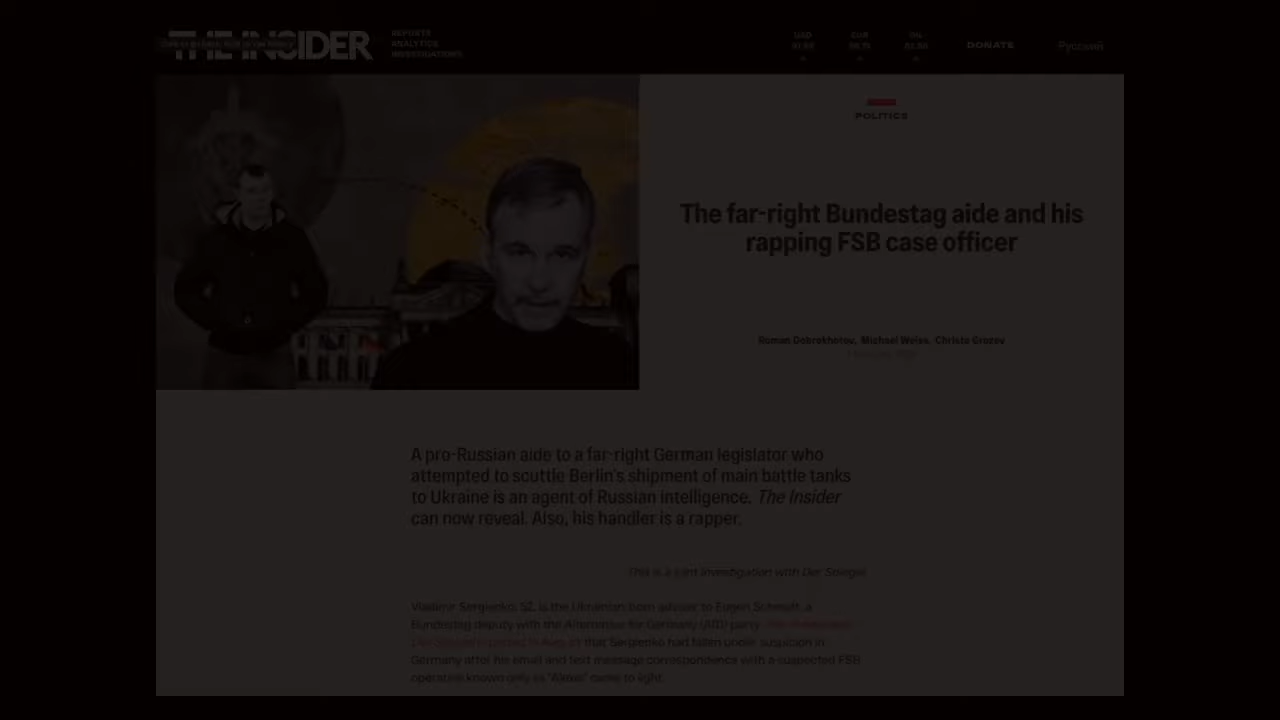 THE INSIDER
REPORTS
ANALYTICS
INVESTIGATIONS
USD
EUR
OIL
DONATE
Русский
POLITICS
The far-right Bundestag aide and his
rapping FSB case officer
Roman Dobrokhotov, Michael Weiss, Christo Grozev
A pro-Russian aide to a far-right German legislator who
attempted to scuttle Berlin's shipment of main battle tanks
to Ukraine is an agent of Russian intelligence. The Insider
can now reveal. Also, his handler is a rapper.
This is a joint investigation with Der Spiegel
Vladimir Sergienko, 52, is the Ukrainian-born adviser to Eugen Schmidt, a
Bundestag deputy with the Alternative for Germany (AfD) party.
that Sergienko had fallen under suspicion in
Germany after his email and text message correspondence with a suspected FSB
operative known only as "Alexei" came to light.